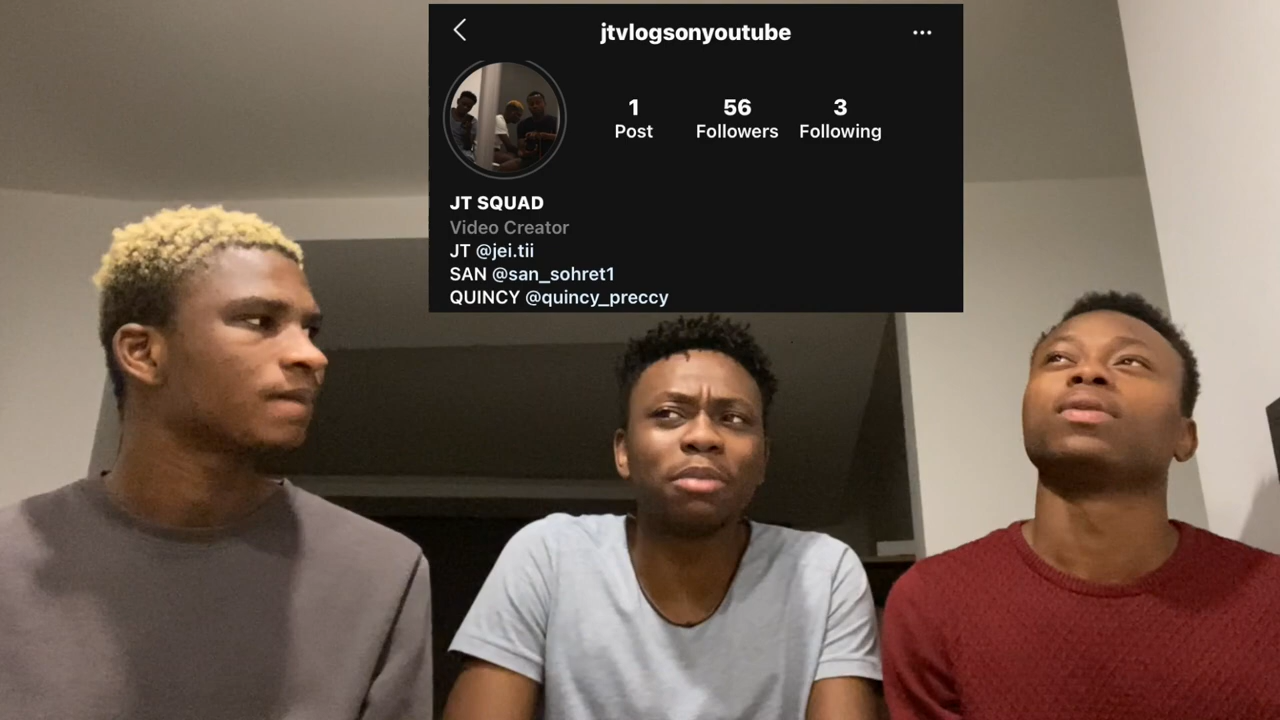 jtvlogsonyoutube
1 56 3
Post Followers Following
JT SQUAD
Video Creator
JT @jei.tii
SAN @san_sohret1
QUINCY @quincy_preccy